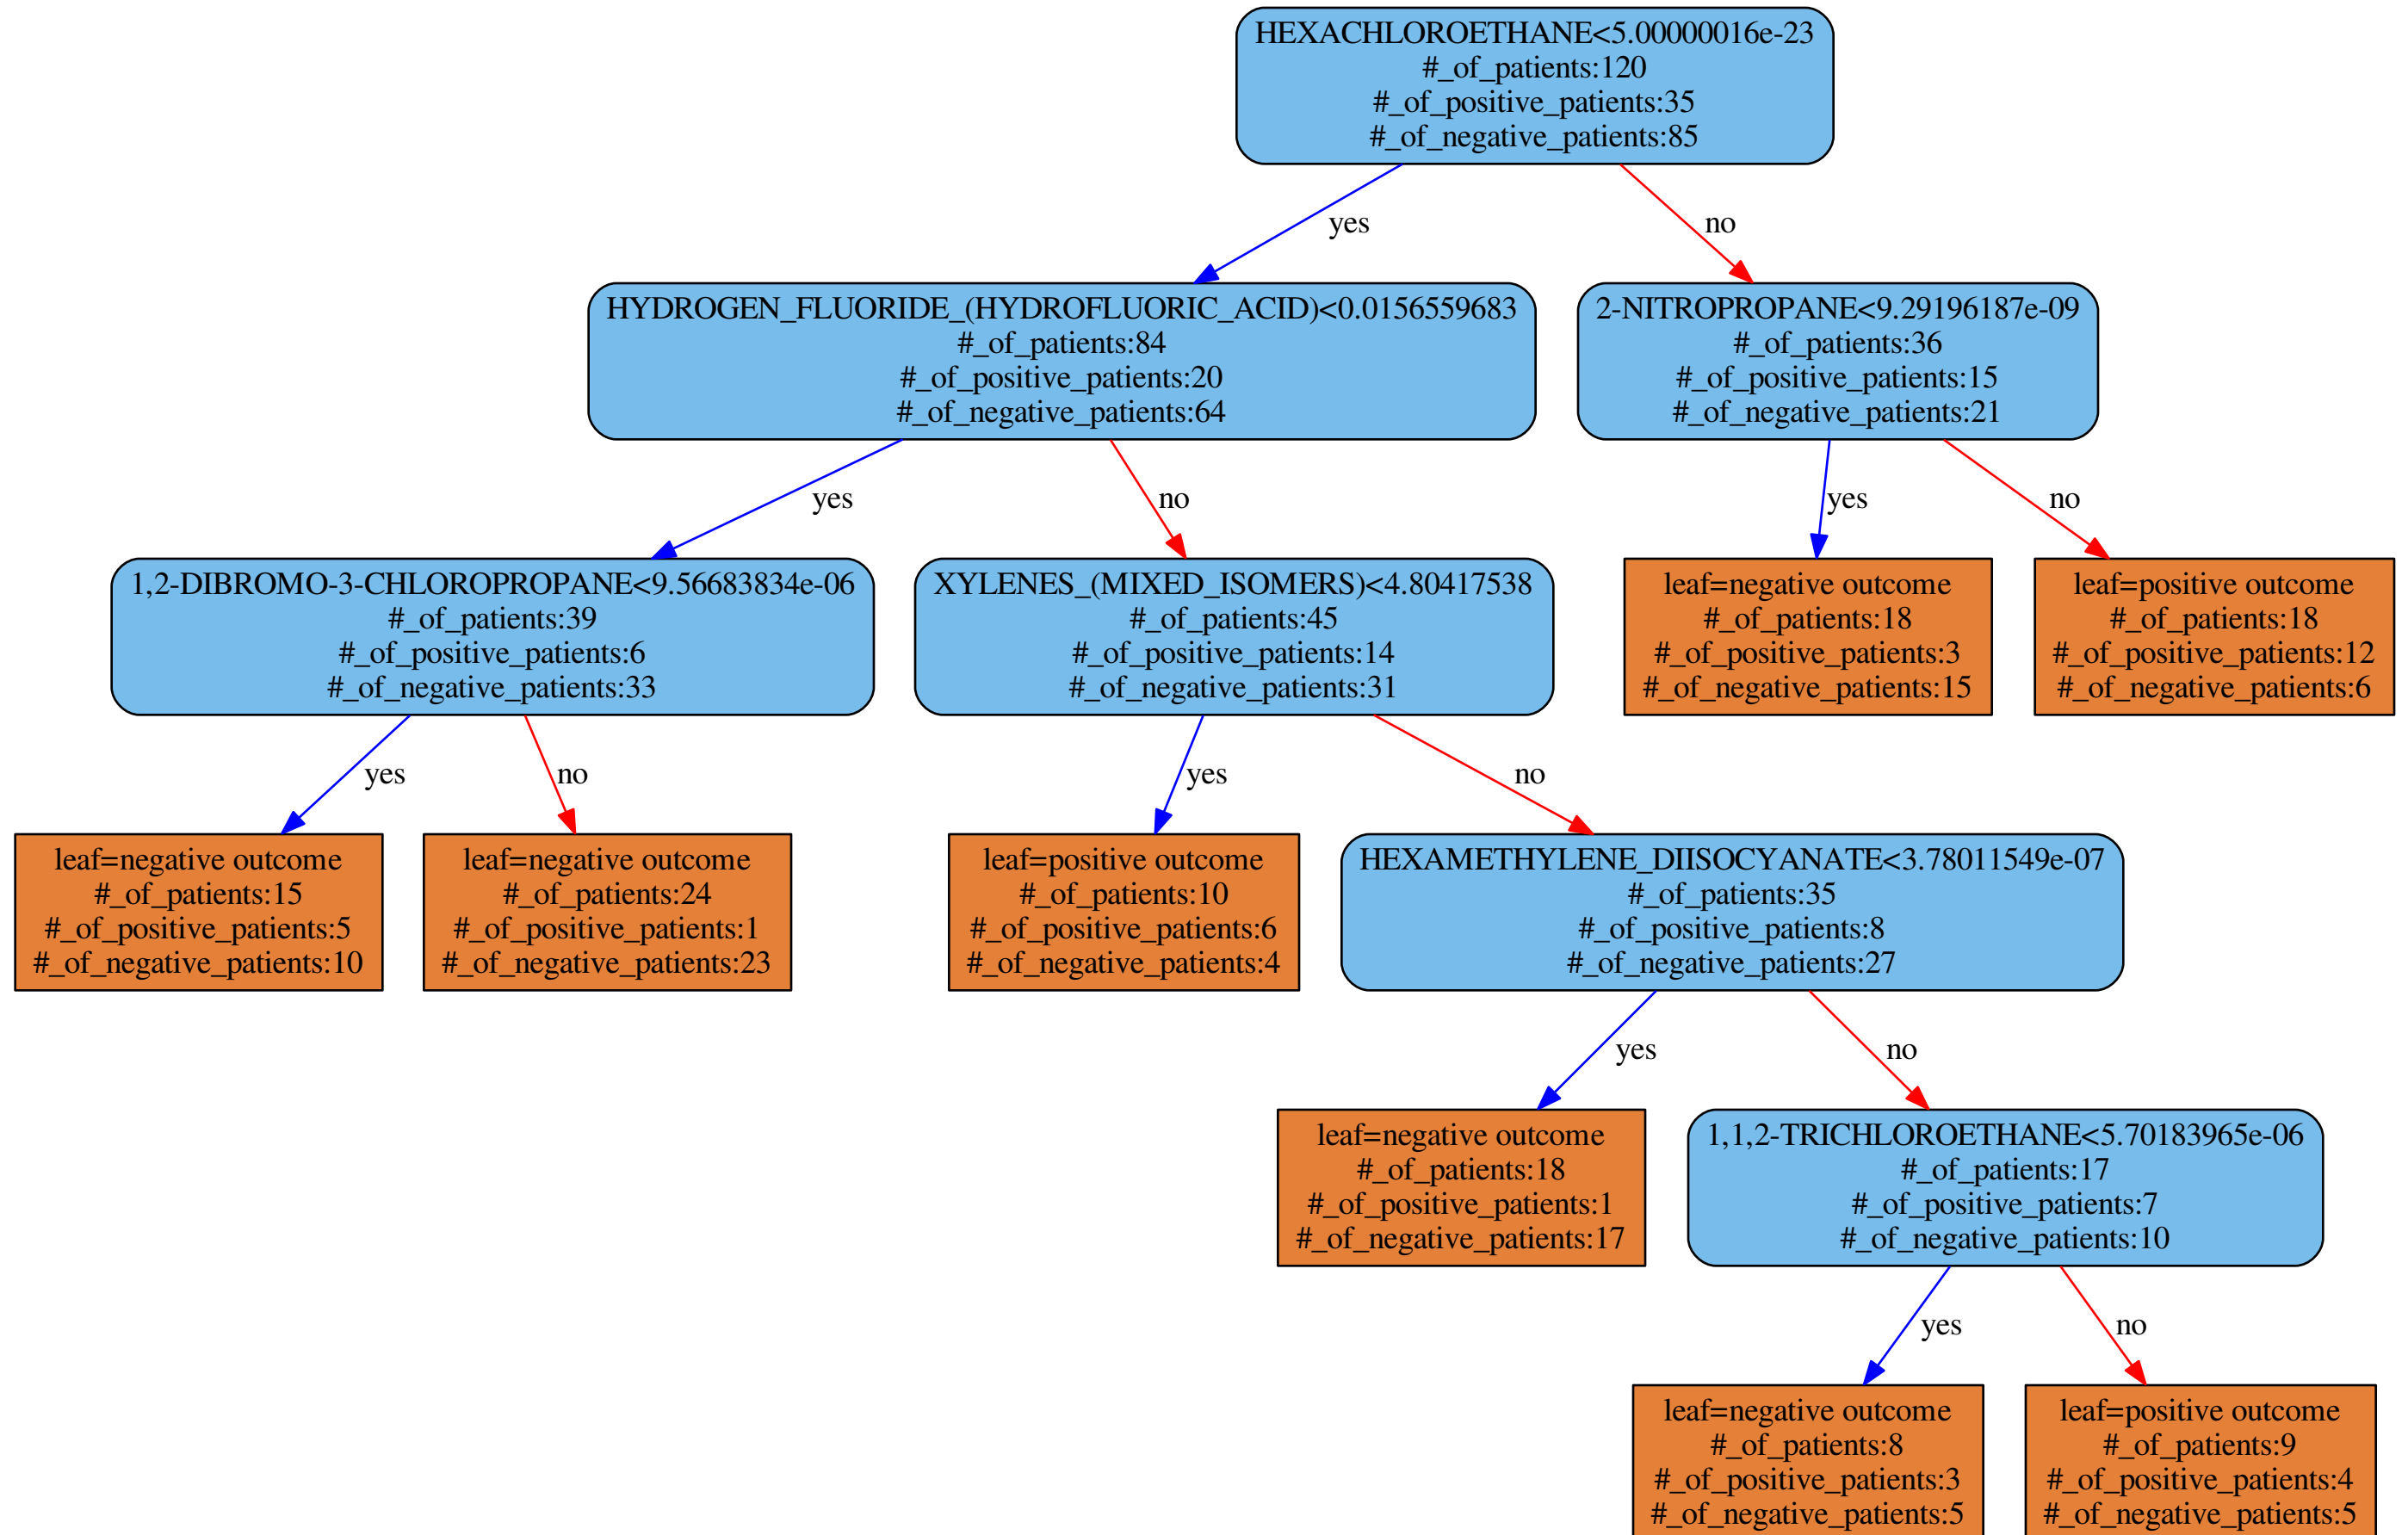 HEXACHLOROETHANE<5.00000016e-23
#_of_patients:120
#_of_positive_patients:35
#_of_negative_patients:85
yes
no
HYDROGEN_FLUORIDE_(HYDROFLUORIC_ACID)<0.0156559683
#_of_patients:84
#_of_positive_patients:20
#_of_negative_patients:64
2-NITROPROPANE<9.29196187e-09
#_of_patients:36
#_of_positive_patients:15
#_of_negative_patients:21
yes
no
yes
no
1,2-DIBROMO-3-CHLOROPROPANE<9.56683834e-06
#_of_patients:39
#_of_positive_patients:6
#_of_negative_patients:33
XYLENES_(MIXED_ISOMERS)<4.80417538
#_of_patients:45
#_of_positive_patients:14
#_of_negative_patients:31
leaf=negative outcome
#_of_patients:18
#_of_positive_patients:3
#_of_negative_patients:15
leaf=positive outcome
#_of_patients:18
#_of_positive_patients:12
#_of_negative_patients:6
yes
no
yes
no
leaf=negative outcome
#_of_patients:15
#_of_positive_patients:5
#_of_negative_patients:10
leaf=negative outcome
#_of_patients:24
#_of_positive_patients:1
#_of_negative_patients:23
leaf=positive outcome
#_of_patients:10
#_of_positive_patients:6
#_of_negative_patients:4
HEXAMETHYLENE_DIISOCYANATE<3.78011549e-07
#_of_patients:35
#_of_positive_patients:8
#_of_negative_patients:27
yes
no
leaf=negative outcome
#_of_patients:18
#_of_positive_patients:1
#_of_negative_patients:17
1,1,2-TRICHLOROETHANE<5.70183965e-06
#_of_patients:17
#_of_positive_patients:7
#_of_negative_patients:10
yes
no
leaf=negative outcome
#_of_patients:8
#_of_positive_patients:3
#_of_negative_patients:5
leaf=positive outcome
#_of_patients:9
#_of_positive_patients:4
#_of_negative_patients:5